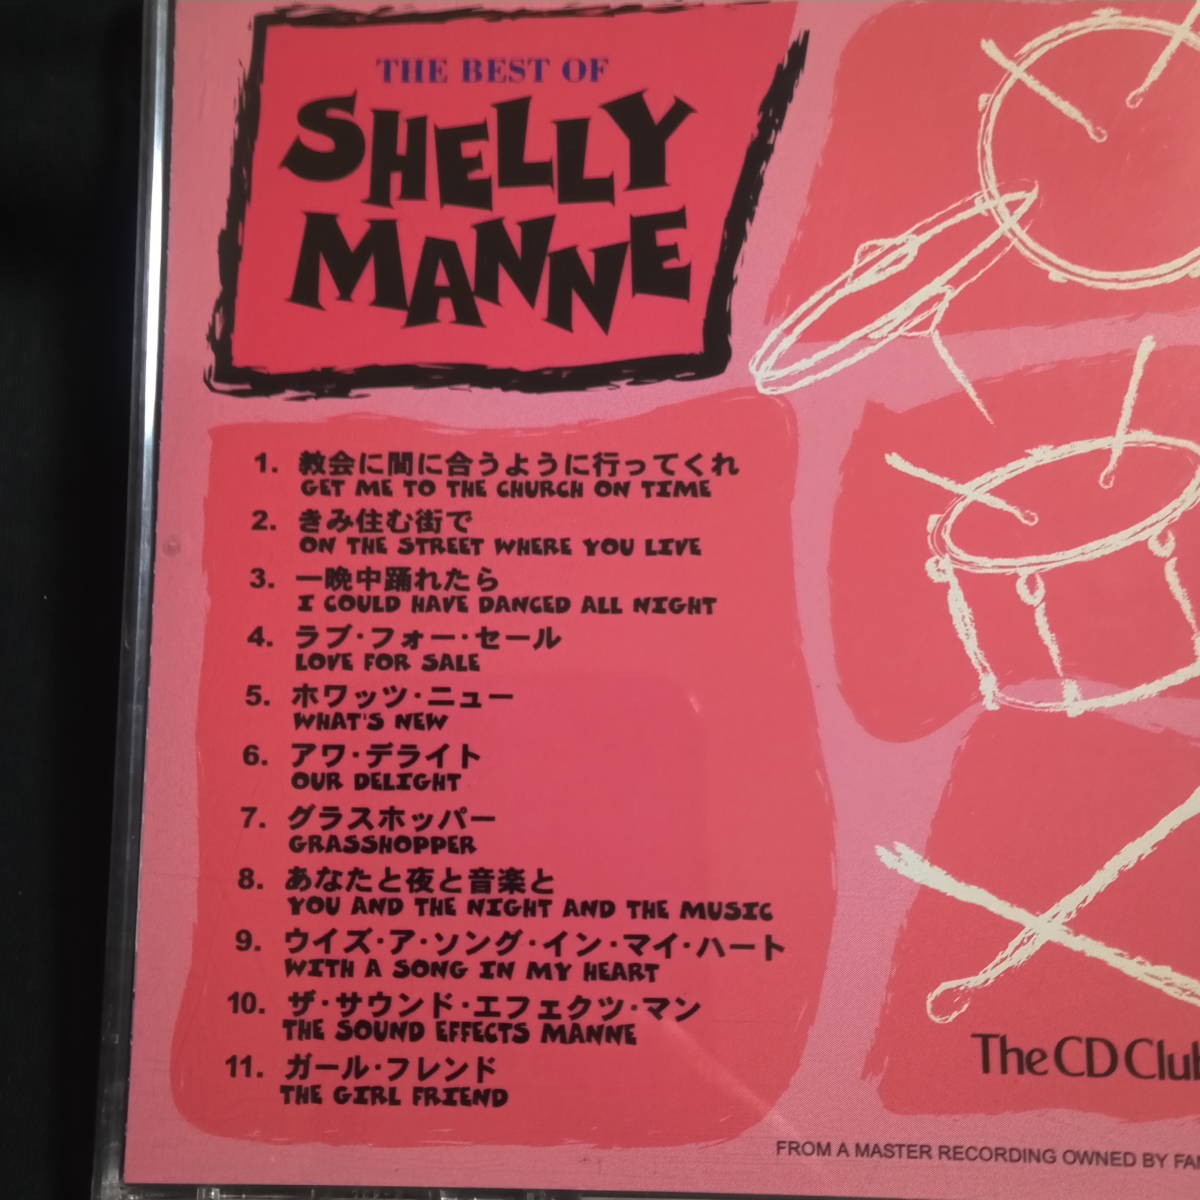 THE BEST OF
SHELLY
MANNE
1. 教会に間に合うように行ってくれ
GET ME TO THE CHURCH ON TIME
2. きみ住む街で
ON THE STREET WHERE YOU LIVE
3. 一晩中踊れたら
I COULD HAVE DANCED ALL NIGHT
4. ラブ・フォー・セール
LOVE FOR SALE
5. ホワッツ・ニュー
WHAT'S NEW
6. アワ・デライト
OUR DELIGHT
7. グラスホッパー
GRASSHOPPER
8. あなたと夜と音楽と
YOU AND THE NIGHT AND THE MUSIC
9. ウイズ・ア・ソング・イン・マイ・ハート
WITH A SONG IN MY HEART
10. ザ・サウンド・エフェクツ・マン
THE SOUND EFFECTS MANNE
11. ガール・フレンド
THE GIRL FRIEND
The CD Club
FROM A MASTER RECORDING OWNED BY